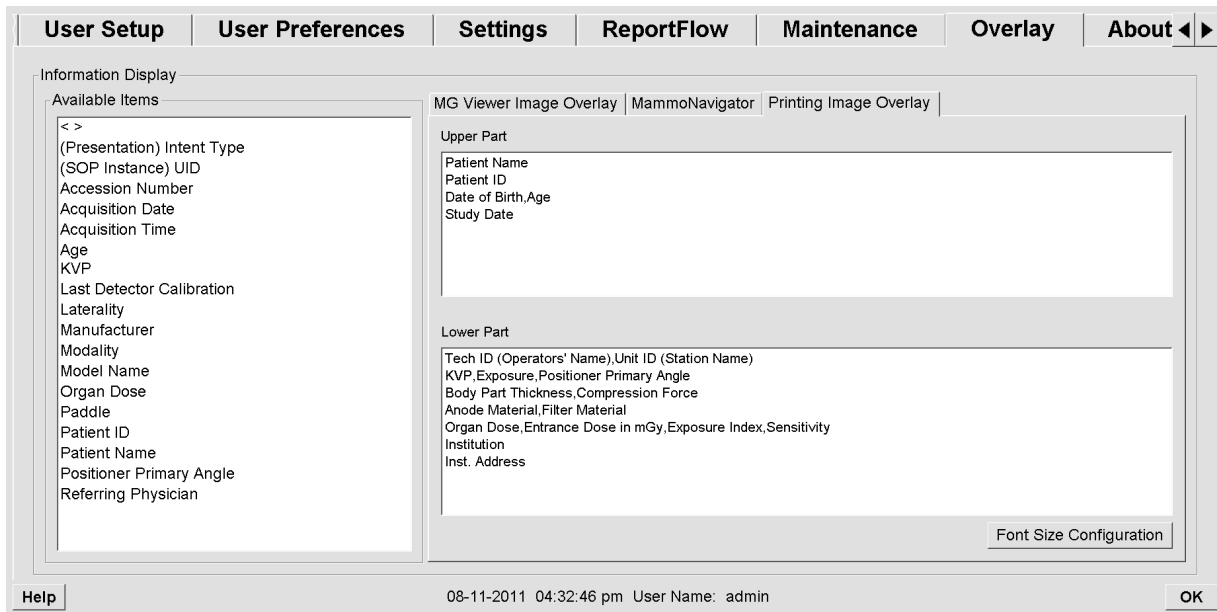 User Setup User Preferences Settings ReportFlow Maintenance Overlay About
Information Display
Available Items
< >
(Presentation) Intent Type
(SOP Instance) UID
Accession Number
Acquisition Date
Acquisition Time
Age
KVP
Last Detector Calibration
Laterality
Manufacturer
Modality
Model Name
Organ Dose
Paddle
Patient ID
Patient Name
Positioner Primary Angle
Referring Physician
MG Viewer Image Overlay MammoNavigator Printing Image Overlay
Upper Part
Patient Name
Patient ID
Date of Birth,Age
Study Date
Lower Part
Tech ID (Operators' Name),Unit ID (Station Name)
KVP,Exposure,Positioner Primary Angle
Body Part Thickness,Compression Force
Anode Material,Filter Material
Organ Dose,Entrance Dose in mGy,Exposure Index,Sensitivity
Institution
Inst. Address
Font Size Configuration
Help 08-11-2011 04:32:46 pm User Name: admin OK